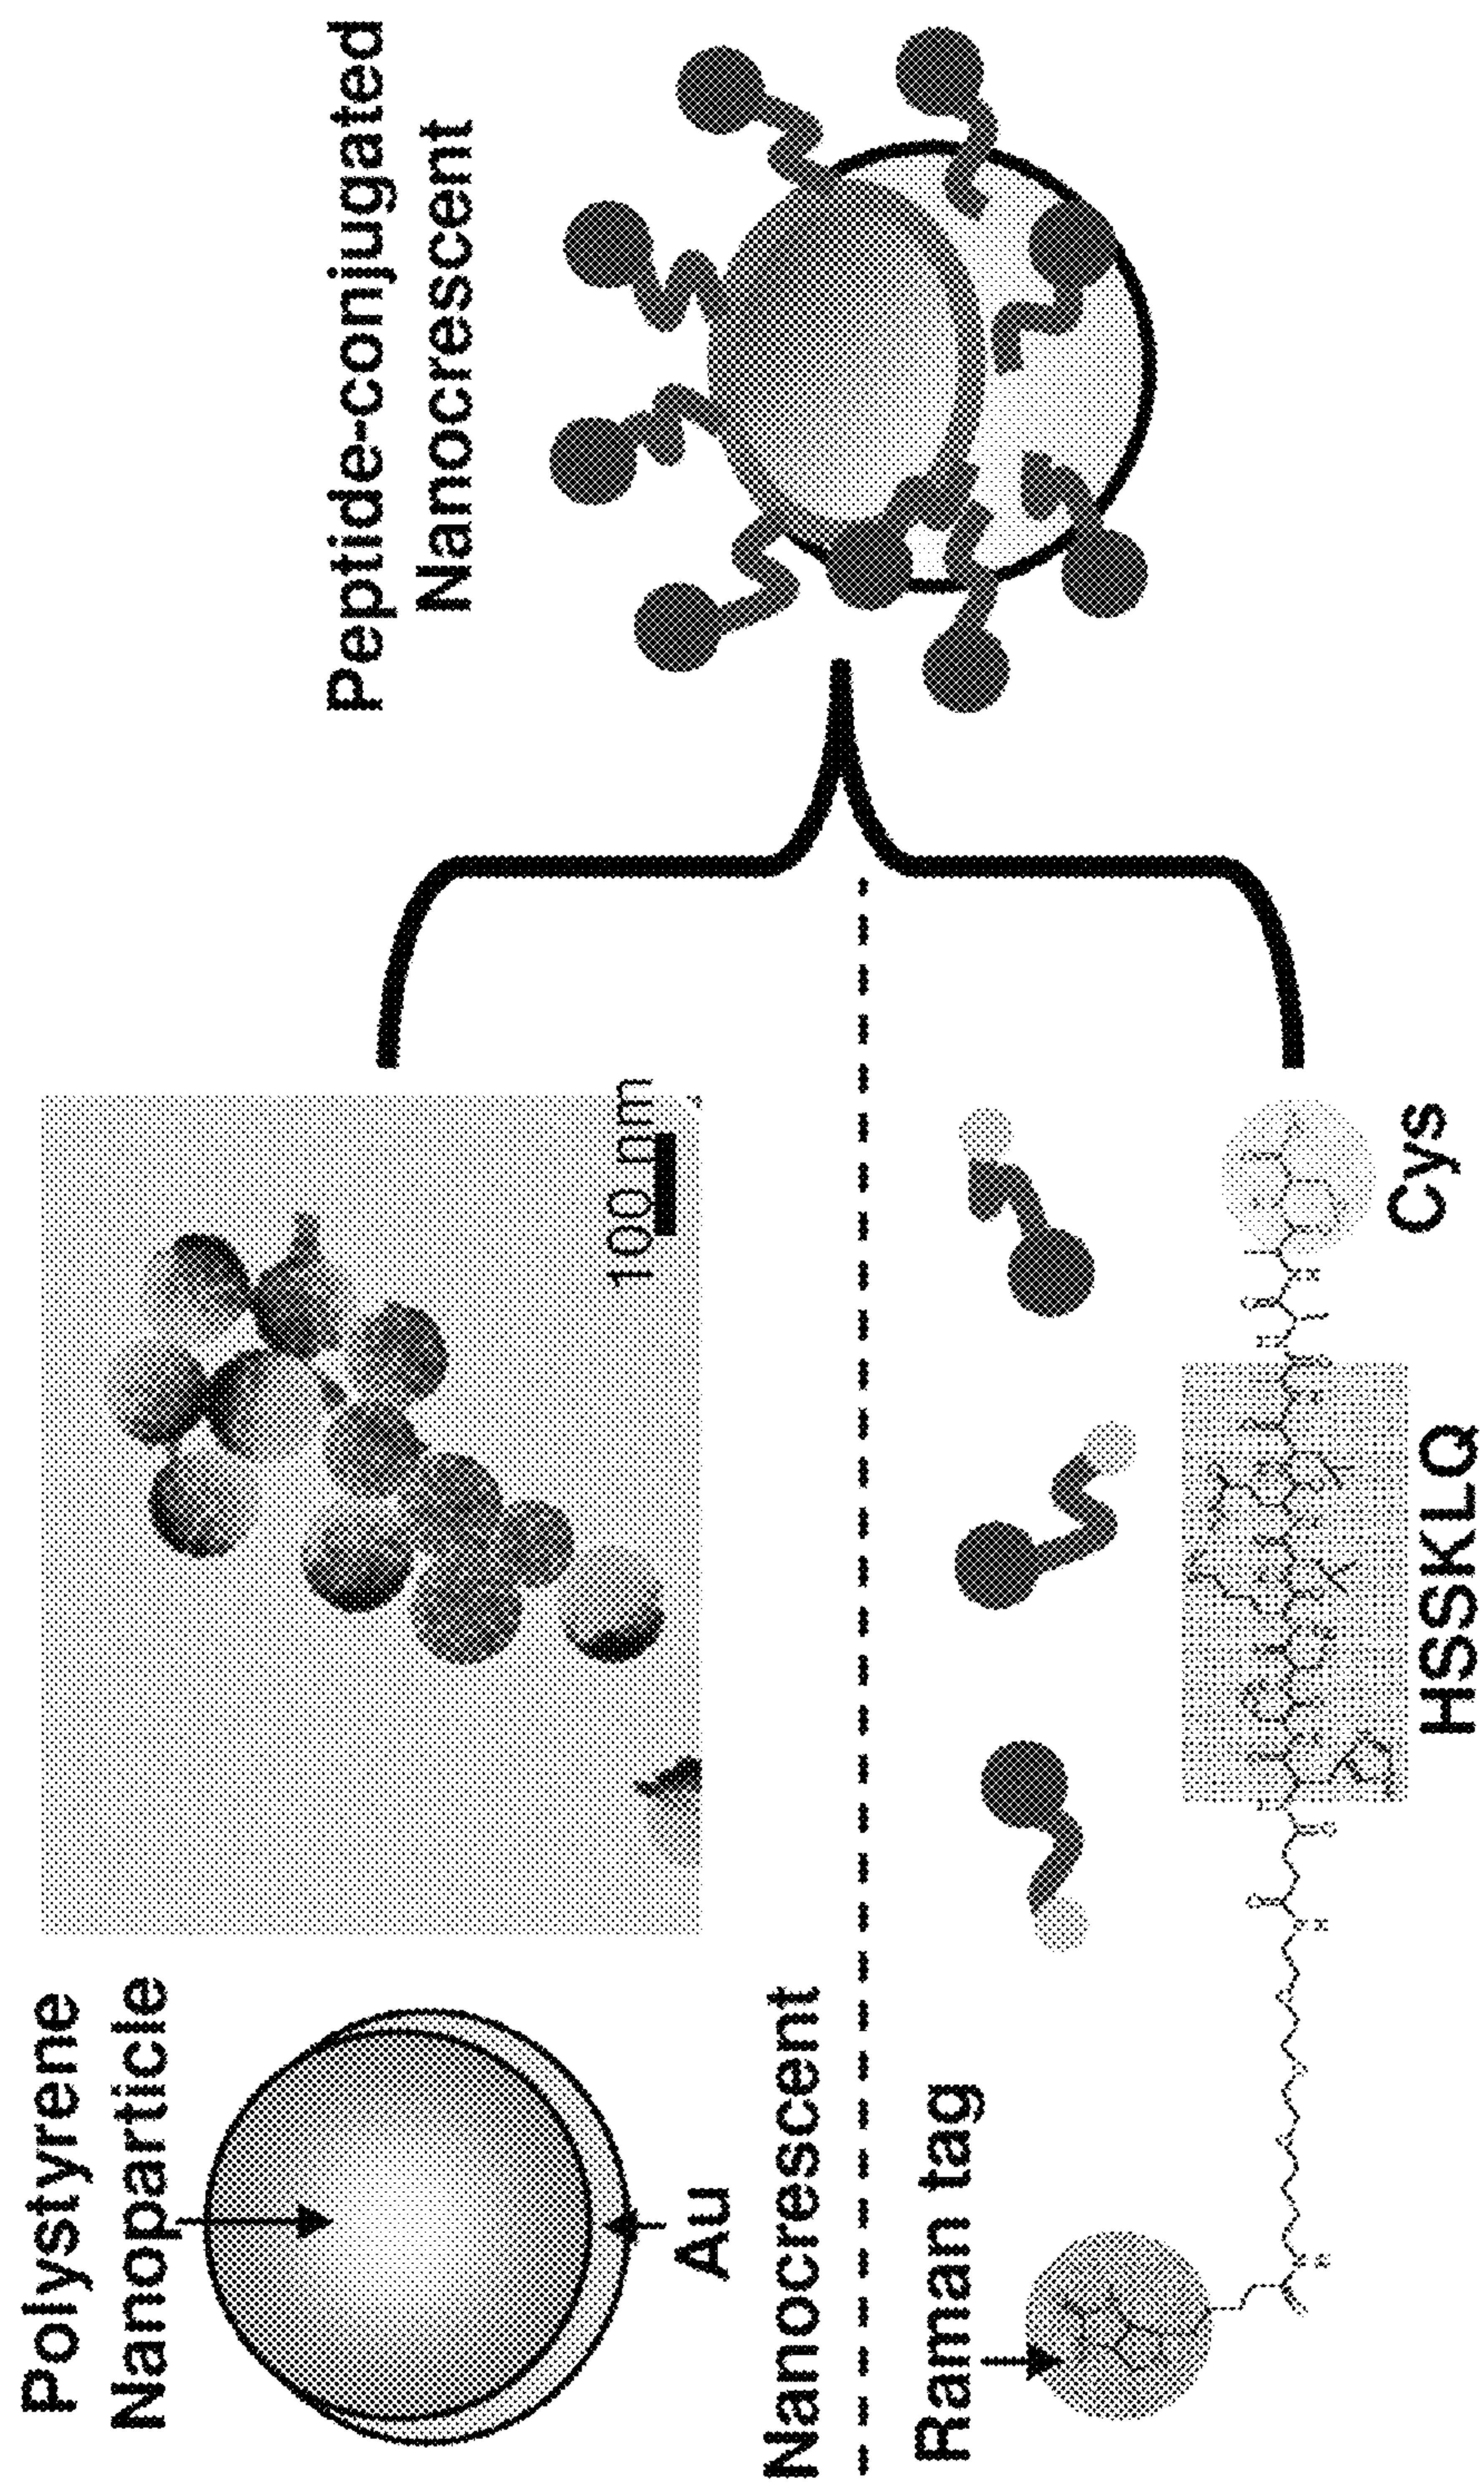 Polystyrene
Nanoparticle
Au
Nanocrescent
100 nm
Peptide-conjugated
Nanocrescent
Raman tag
HSSKLQ
Cys